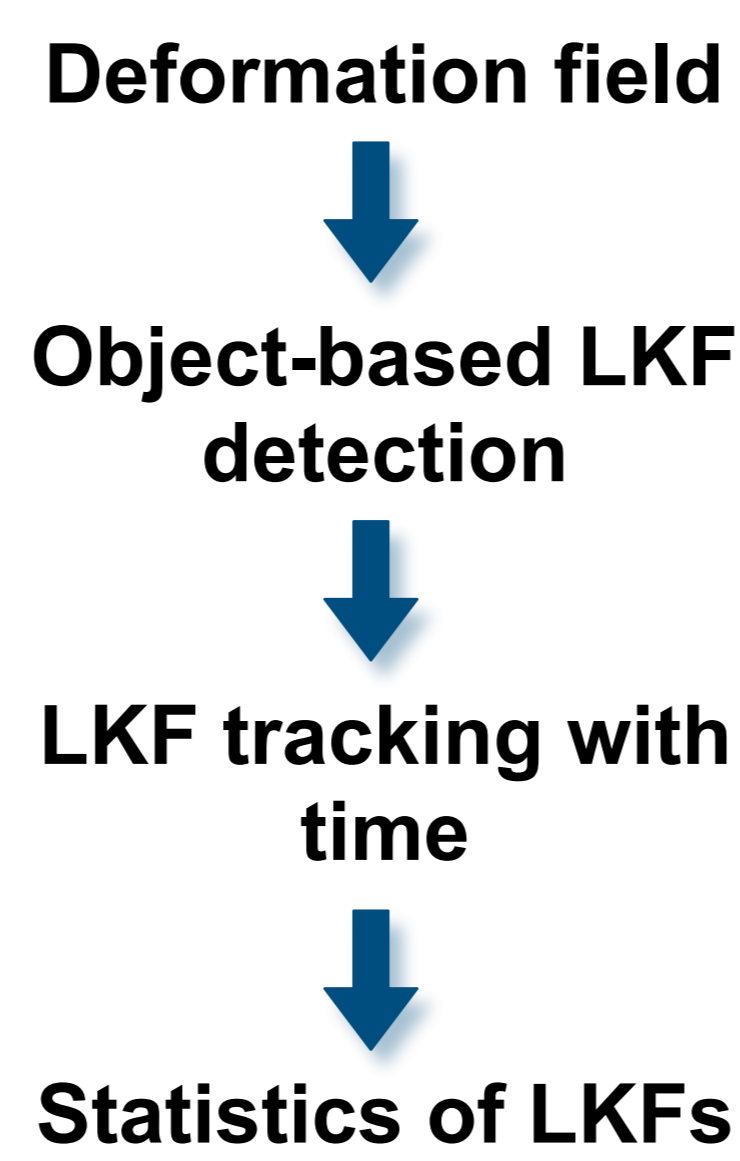 Deformation field
Object-based LKF
detection
LKF tracking with
time
Statistics of LKFs